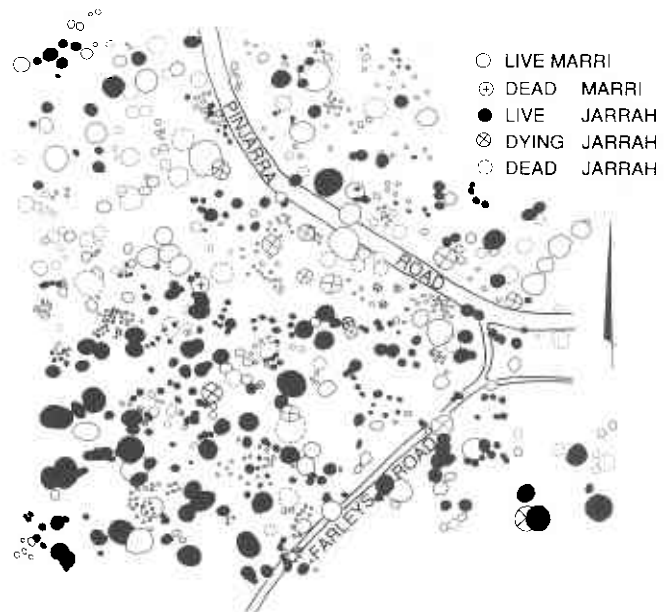 LIVE MARRI
DEAD MARRI
LIVE JARRAH
DYING JARRAH
DEAD JARRAH
PINJARRA
ROAD
FARLEYS ROAD